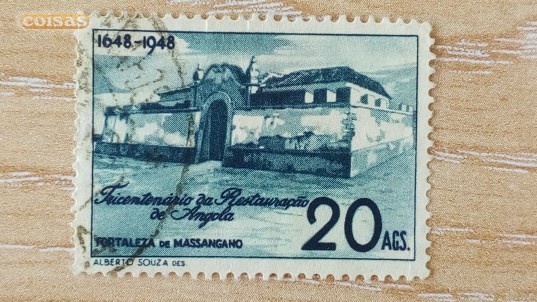 coisas
1648-1948
Tricentenário da Restauração
de Angola
20 AGS.
FORTALEZA DE MASSANGANO
ALBERTO SOUZA DES.